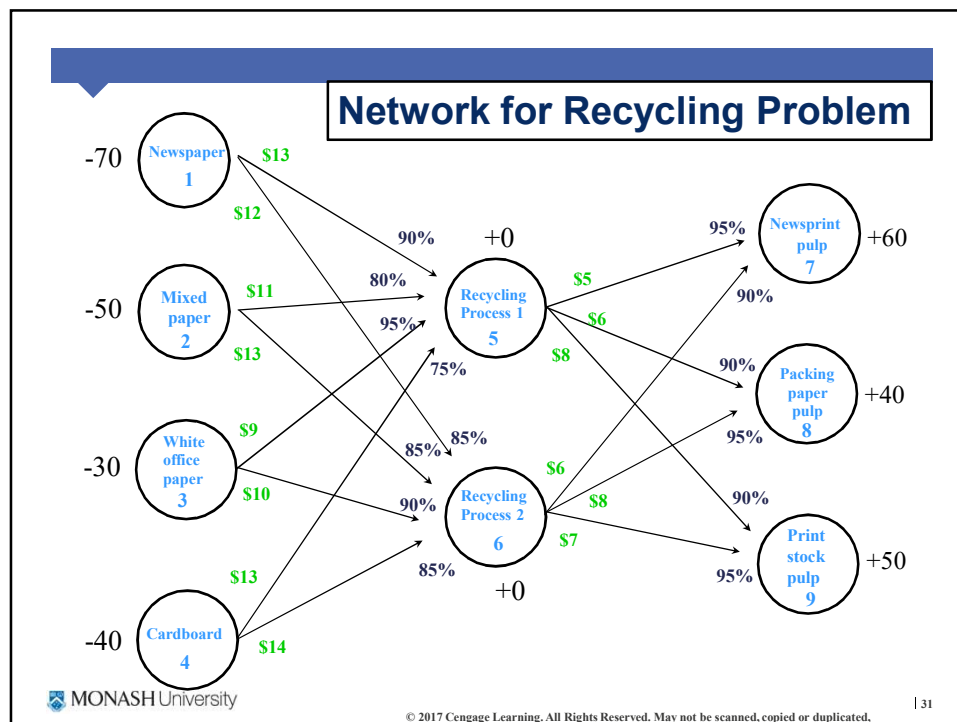 Network for Recycling Problem
-70
Newspaper
1
$13
$12
90%
+0
95%
Newsprint
pulp
7
+60
-50
Mixed
paper
2
$11
$13
80%
95%
75%
Recycling
Process 1
5
$5
$6
$8
90%
90%
Packing
paper
pulp
8
+40
-30
White
office
paper
3
$9
$10
85%
85%
90%
85%
Recycling
Process 2
6
+0
$6
$8
$7
95%
90%
95%
Print
stock
pulp
9
+50
-40
Cardboard
4
$13
$14
MONASH University
31
© 2017 Cengage Learning. All Rights Reserved. May not be scanned, copied or duplicated,